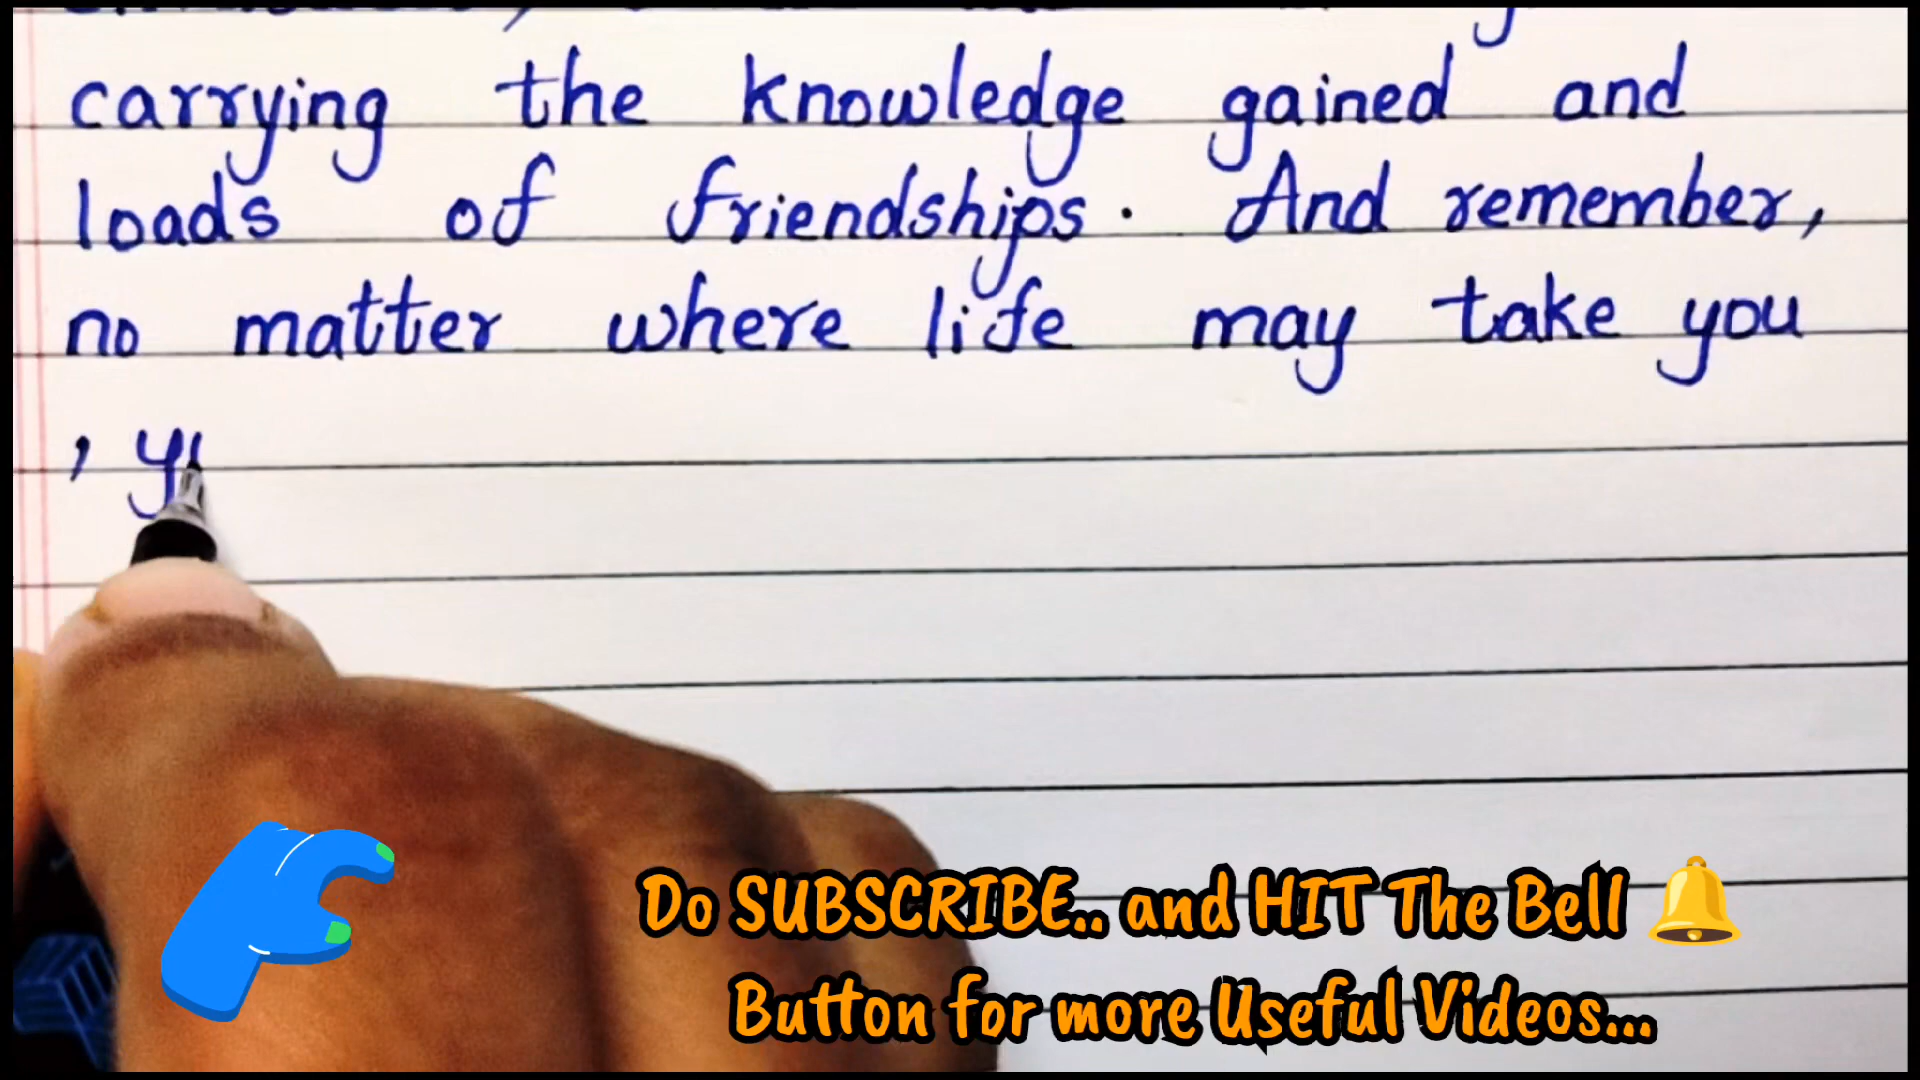 carrying the knowledge gained and
loads of friendships. And remember,
no matter where life may take you
, y
Do SUBSCRIBE.. and HIT The Bell
Button for more Useful Videos...